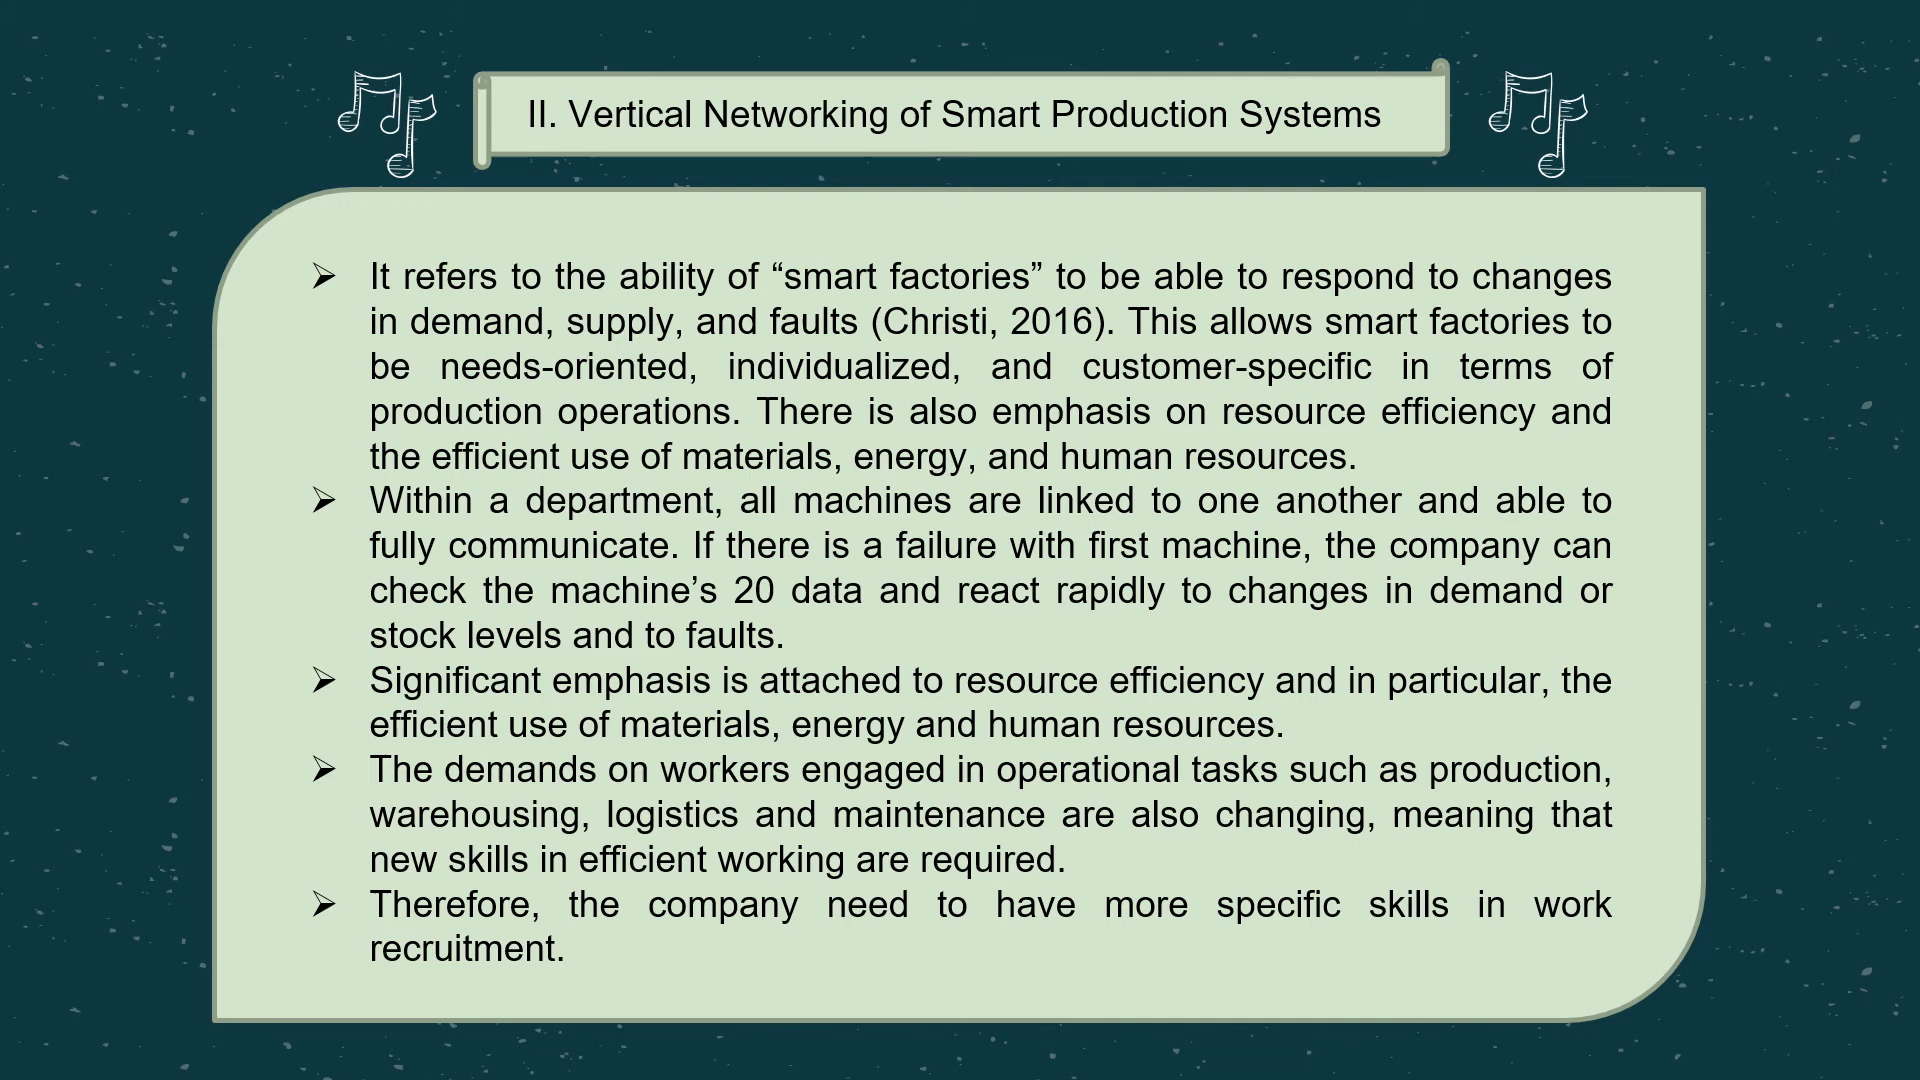 II. Vertical Networking of Smart Production Systems
➢ It refers to the ability of “smart factories” to be able to respond to changes
in demand, supply, and faults (Christi, 2016). This allows smart factories to
be needs-oriented, individualized, and customer-specific in terms of
production operations. There is also emphasis on resource efficiency and
the efficient use of materials, energy, and human resources.
➢ Within a department, all machines are linked to one another and able to
fully communicate. If there is a failure with first machine, the company can
check the machine’s 20 data and react rapidly to changes in demand or
stock levels and to faults.
➢ Significant emphasis is attached to resource efficiency and in particular, the
efficient use of materials, energy and human resources.
➢ The demands on workers engaged in operational tasks such as production,
warehousing, logistics and maintenance are also changing, meaning that
new skills in efficient working are required.
➢ Therefore, the company need to have more specific skills in work
recruitment.